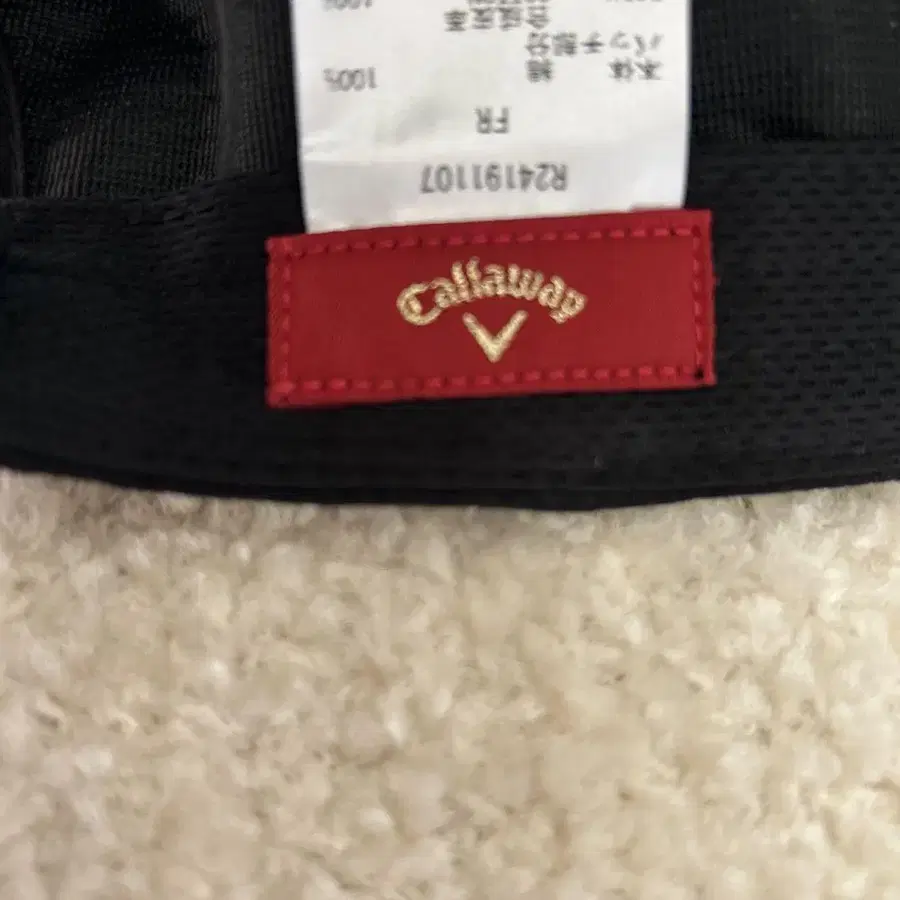 R24191107
FR
本体 綿 100%
パッチ部分
合成皮革
Callaway